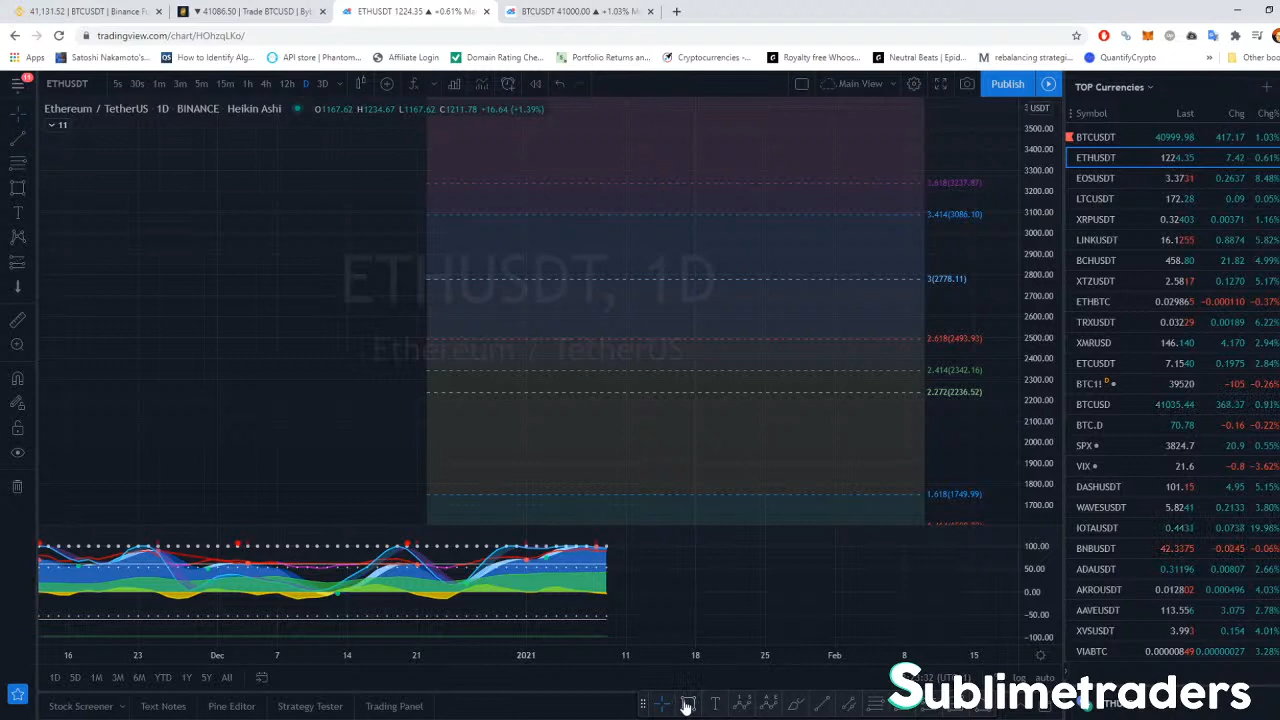 41,131.52 | BTCUSDT | Binance Fu
▼ 41086.50 | Trade BTCUSD | Byb
ETHUSDT 1224.35 ▲ +0.61% M
BTCUSDT 41000.00 ▲ +1.03% M
tradingview.com/chart/HOhzqLKo/
Apps
Satoshi Nakamoto's...
How to Identify Alg...
API store | Phantom...
Affiliate Login
Domain Rating Che...
Portfolio Returns an...
Cryptocurrencies -...
Royalty free Whoos...
Neutral Beats | Epid...
rebalancing strategi...
QuantifyCrypto
Other boo
11
ETHUSDT
5s 30s 1m 3m 5m 15m 1h 4h 12h D 3D
Main View
Publish
TOP Currencies
Ethereum / TetherUS 1D BINANCE Heikin Ashi O1167.62 H1234.67 L1167.62 C1211.78 +16.64 (+1.39%)
11
USDT
3500.00
3400.00
3300.00
3200.00
3100.00
3000.00
2900.00
2800.00
2700.00
2600.00
2500.00
2400.00
2300.00
2200.00
2100.00
2000.00
1900.00
1800.00
1700.00
3.618(3237.87)
3.414(3086.10)
3(2778.11)
2.618(2493.93)
2.414(2342.16)
2.272(2236.52)
1.618(1749.99)
ETHUSDT, 1D
Ethereum / TetherUS
100.00
50.00
0.00
−50.00
−100.00
16 23 Dec 7 14 21 2021 11 18 25 Feb 8 15
1D 5D 1M 3M 6M YTD 1Y 5Y All
log auto
Stock Screener Text Notes Pine Editor Strategy Tester Trading Panel
Symbol Last Chg Chg%
BTCUSDT 40999.98 417.17 1.03%
ETHUSDT 1224.35 7.42 0.61%
EOSUSDT 3.3731 0.2637 8.48%
LTCUSDT 172.28 0.09 0.05%
XRPUSDT 0.32403 0.00371 1.16%
LINKUSDT 16.1255 0.8874 5.82%
BCHUSDT 458.80 21.82 4.99%
XTZUSDT 2.5817 0.1270 5.17%
ETHBTC 0.029865 -0.000110 -0.37%
TRXUSDT 0.03229 0.00189 6.22%
XMRUSD 146.140 4.170 2.94%
ETCUSDT 7.1540 0.1975 2.84%
BTC1! D 39520 -105 -0.26%
BTCUSD 41035.44 368.37 0.91%
BTC.D 70.78 -0.16 -0.22%
SPX 3824.7 20.9 0.55%
VIX 21.6 -0.8 -3.62%
DASHUSDT 101.15 4.95 5.15%
WAVESUSDT 5.8241 0.2133 3.80%
IOTAUSDT 0.4431 0.0738 19.98%
BNBUSDT 42.3375 -0.0245 -0.06%
ADAUSDT 0.31196 0.00807 2.66%
AKROUSDT 0.012802 0.000496 4.03%
AAVEUSDT 113.556 3.075 2.78%
XVSUSDT 3.993 0.154 4.01%
VIABTC 0.00000849 0.00000027 3.28%
Sublimetraders